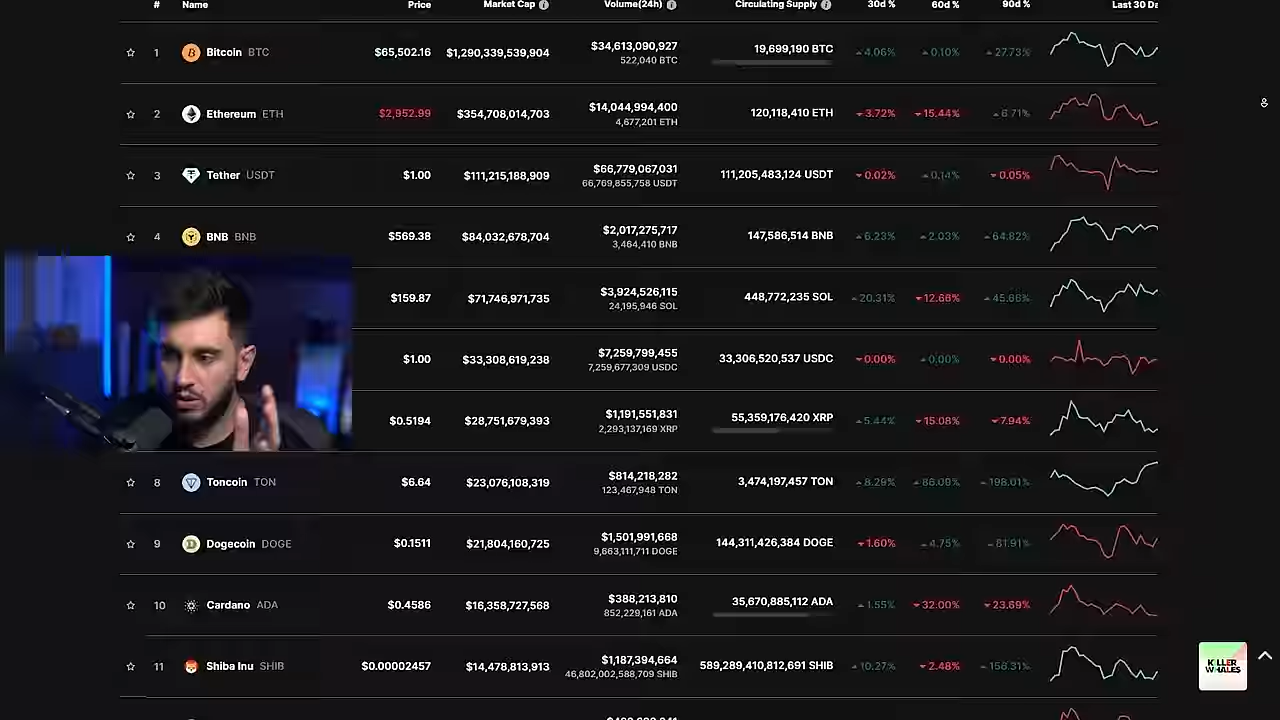 # Name Price Market Cap Volume(24h) Circulating Supply 30d % 60d % 90d % Last 30 Da
1 Bitcoin BTC $65,502.16 $1,290,339,539,904 $34,613,090,927 19,699,190 BTC 4.06% 0.10% 27.73%
522,040 BTC
2 Ethereum ETH $2,952.99 $354,708,014,703 $14,044,994,400 120,118,410 ETH 3.72% 15.44% 6.71%
4,677,201 ETH
3 Tether USDT $1.00 $111,215,188,909 $66,779,067,031 111,205,483,124 USDT 0.02% 0.14% 0.05%
66,769,855,758 USDT
4 BNB BNB $569.38 $84,032,678,704 $2,017,275,717 147,586,514 BNB 6.23% 2.03% 64.82%
3,464,410 BNB
$159.87 $71,746,971,735 $3,924,526,115 448,772,235 SOL 20.31% 12.66% 45.66%
24,195,946 SOL
$1.00 $33,308,619,238 $7,259,799,455 33,306,520,537 USDC 0.00% 0.00% 0.00%
7,259,677,309 USDC
$0.5194 $28,751,679,393 $1,191,551,831 55,359,176,420 XRP 5.44% 15.08% 7.94%
2,293,137,169 XRP
8 Toncoin TON $6.64 $23,076,108,319 $814,218,282 3,474,197,457 TON 8.29% 86.09% 198.01%
123,467,948 TON
9 Dogecoin DOGE $0.1511 $21,804,160,725 $1,501,991,668 144,311,426,384 DOGE 1.60% 4.75% 81.91%
9,663,111,711 DOGE
10 Cardano ADA $0.4586 $16,358,727,568 $388,213,810 35,670,885,112 ADA 1.55% 32.00% 23.69%
852,229,161 ADA
11 Shiba Inu SHIB $0.00002457 $14,478,813,913 $1,187,394,664 589,289,410,812,691 SHIB 10.27% 2.48% 158.31%
46,802,002,588,709 SHIB
KILLER
WHALES